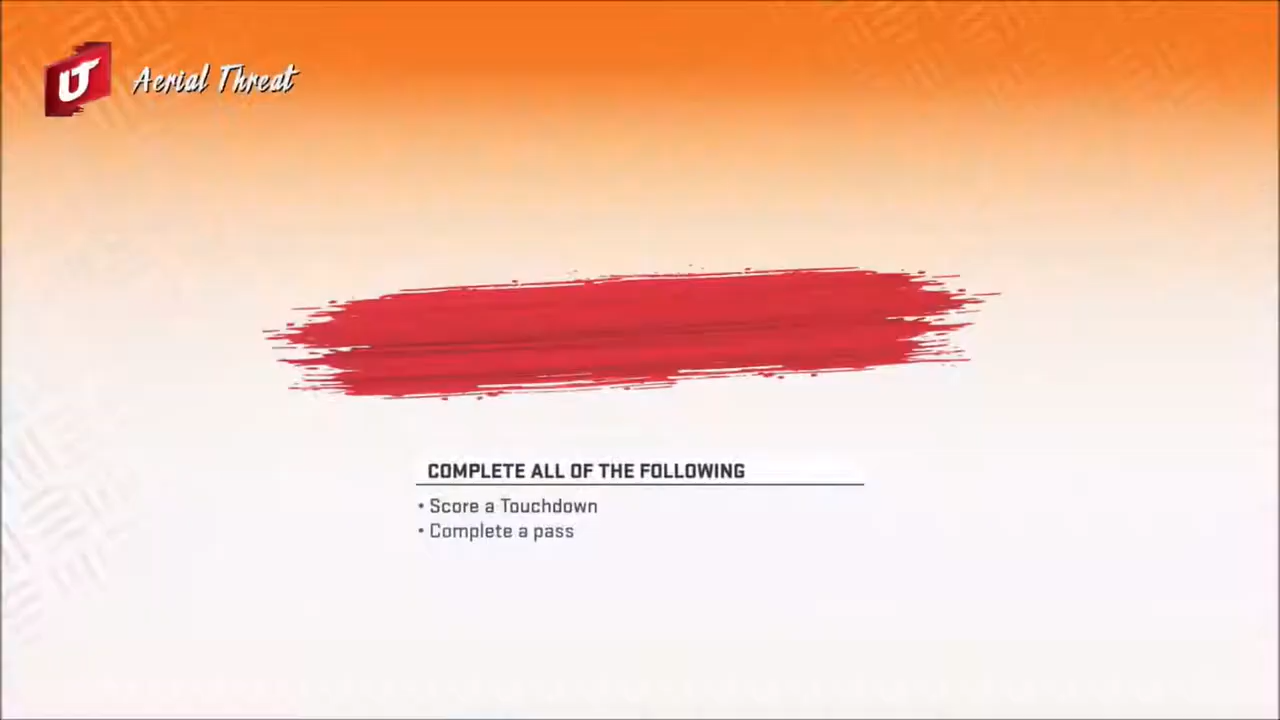 UT
Aerial Threat
COMPLETE ALL OF THE FOLLOWING
• Score a Touchdown
• Complete a pass